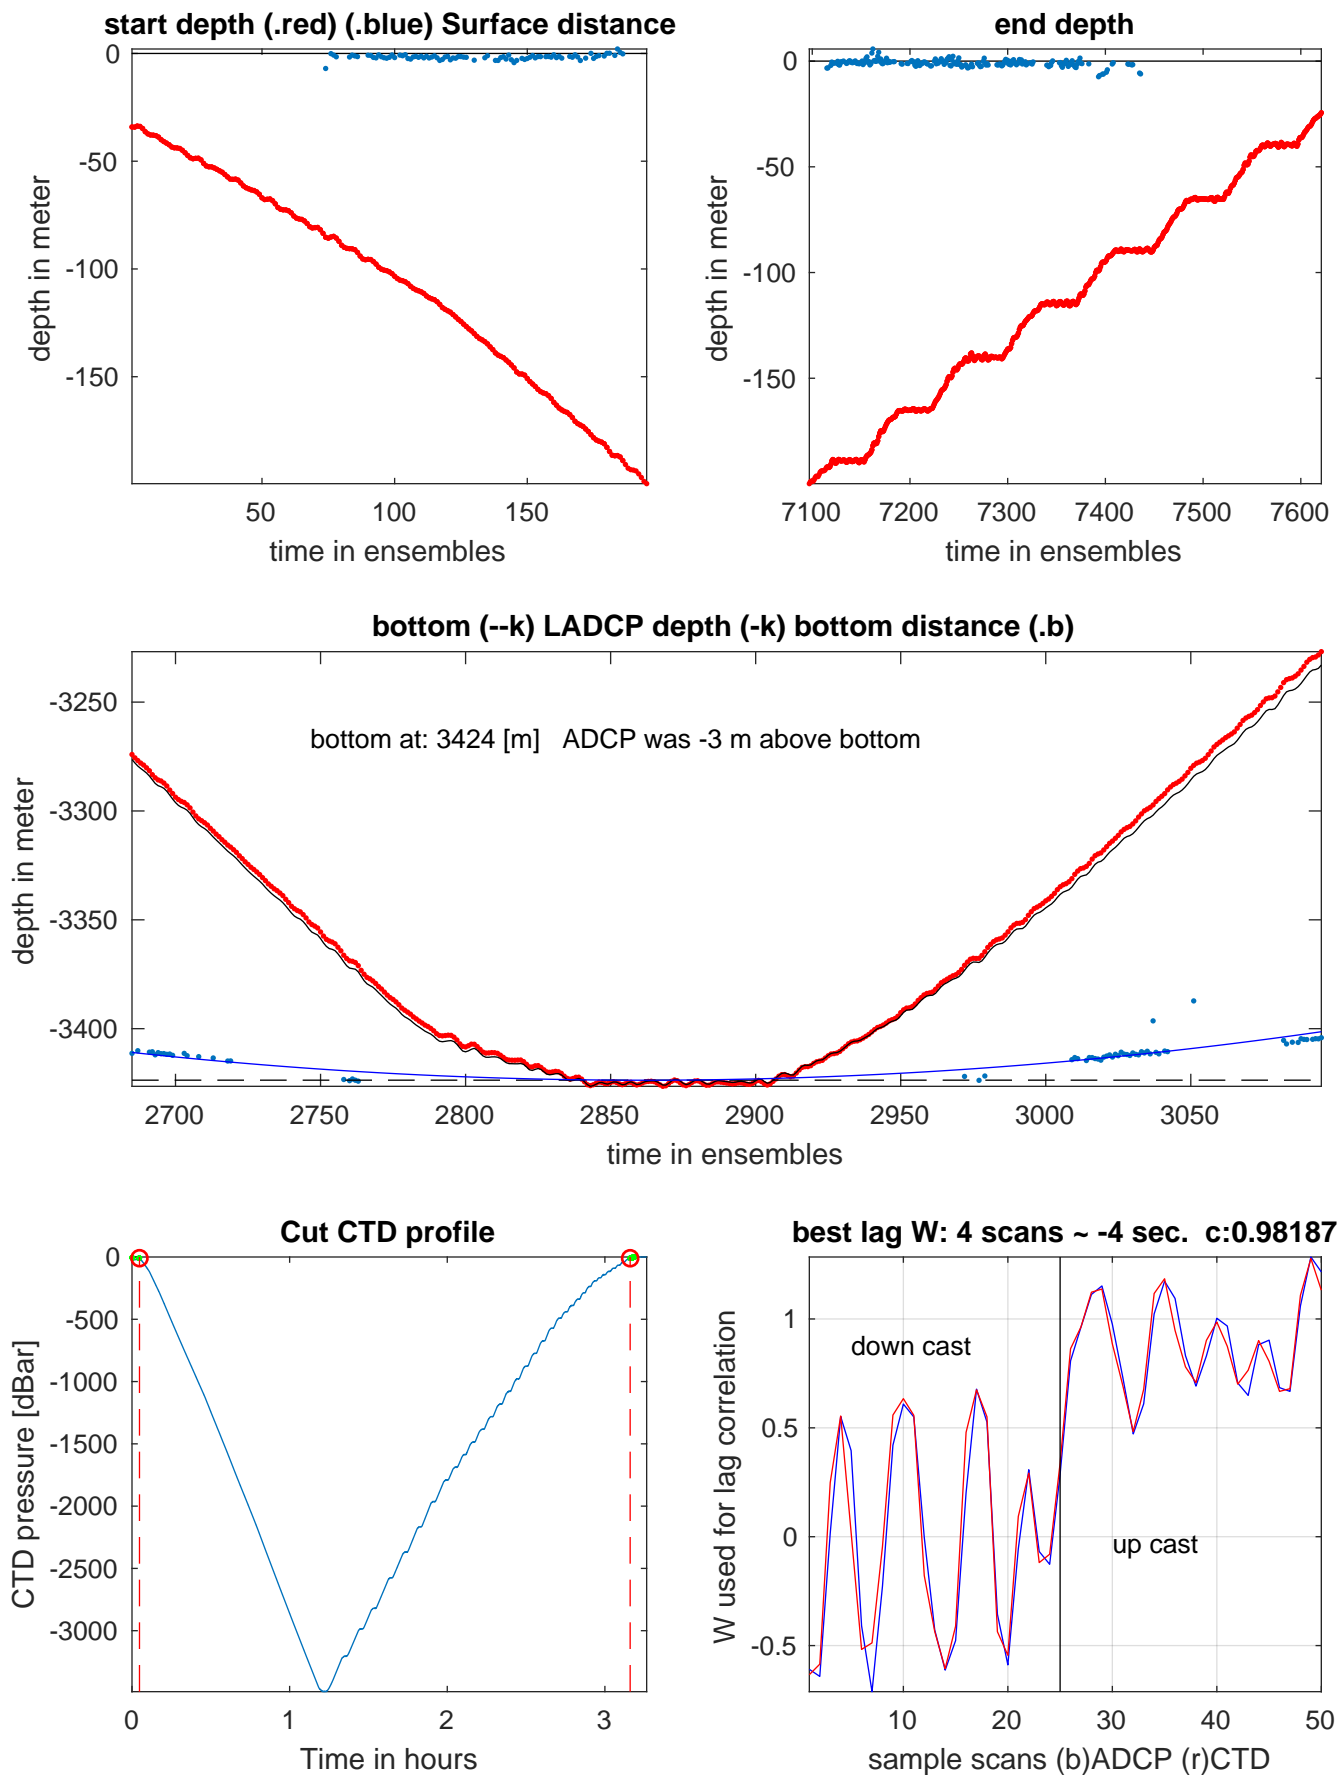 start depth (.red) (.blue) Surface distance
0
-50
-100
-150
depth in meter
50
100
150
time in ensembles
end depth
0
-50
-100
-150
depth in meter
7100
7200
7300
7400
7500
7600
time in ensembles
bottom (--k) LADCP depth (-k) bottom distance (.b)
-3250
-3300
-3350
-3400
depth in meter
bottom at: 3424 [m]   ADCP was -3 m above bottom
2700
2750
2800
2850
2900
2950
3000
3050
time in ensembles
Cut CTD profile
0
-500
-1000
-1500
-2000
-2500
-3000
CTD pressure [dBar]
0
1
2
3
Time in hours
best lag W: 4 scans ~ -4 sec.  c:0.98187
1
0.5
0
-0.5
W used for lag correlation
down cast
up cast
10
20
30
40
50
sample scans (b)ADCP (r)CTD